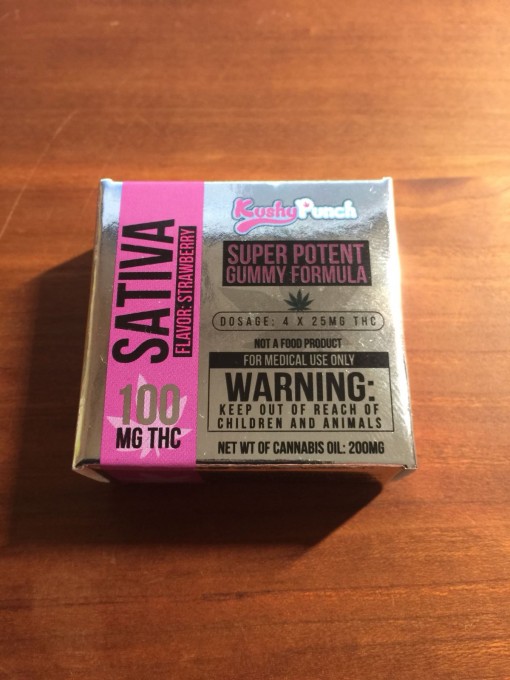 SATIVA
FLAVOR: STRAWBERRY
100
MG THC
KushyPunch
SUPER POTENT
GUMMY FORMULA
DOSAGE: 4 X 25MG THC
NOT A FOOD PRODUCT
FOR MEDICAL USE ONLY
WARNING:
KEEP OUT OF REACH OF
CHILDREN AND ANIMALS
NET WT OF CANNABIS OIL: 200MG